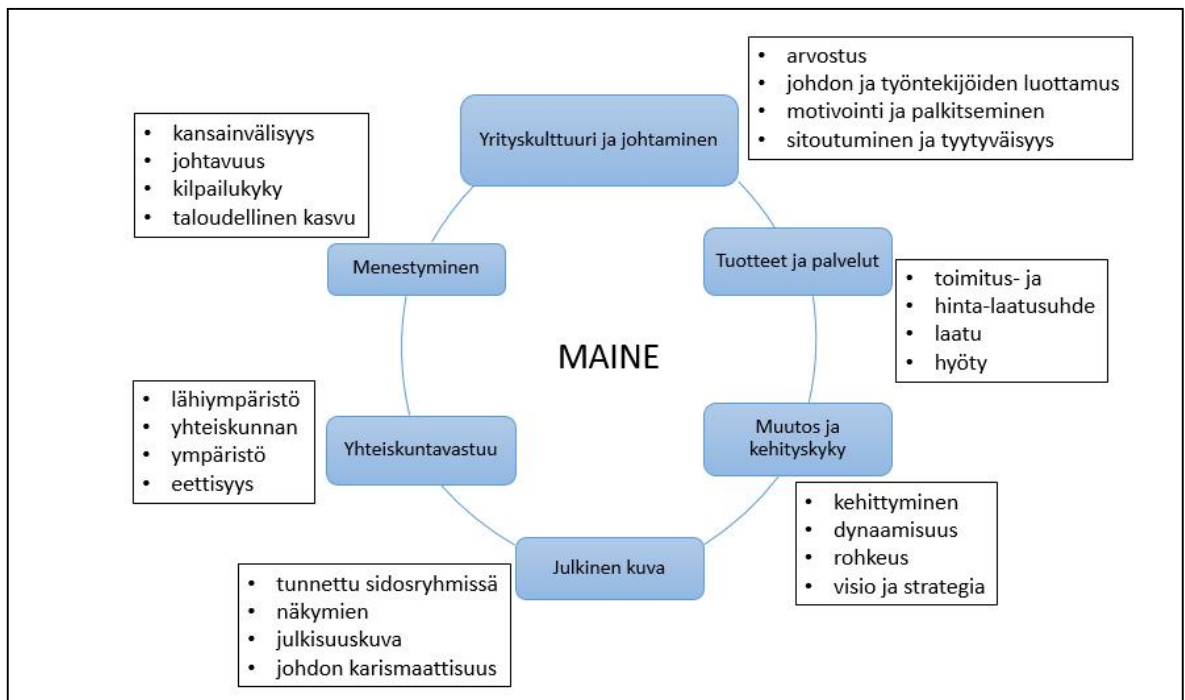 Yrityskulttuuri ja johtaminen
• arvostus
• johdon ja työntekijöiden luottamus
• motivointi ja palkitseminen
• sitoutuminen ja tyytyväisyys
Tuotteet ja palvelut
• toimitus- ja
• hinta-laatusuhde
• laatu
• hyöty
Muutos ja
kehityskyky
• kehittyminen
• dynaamisuus
• rohkeus
• visio ja strategia
Julkinen kuva
• tunnettu sidosryhmissä
• näkymien
• julkisuuskuva
• johdon karismaattisuus
Yhteiskuntavastuu
• lähiympäristö
• yhteiskunnan
• ympäristö
• eettisyys
Menestyminen
• kansainvälisyys
• johtavuus
• kilpailukyky
• taloudellinen kasvu
MAINE